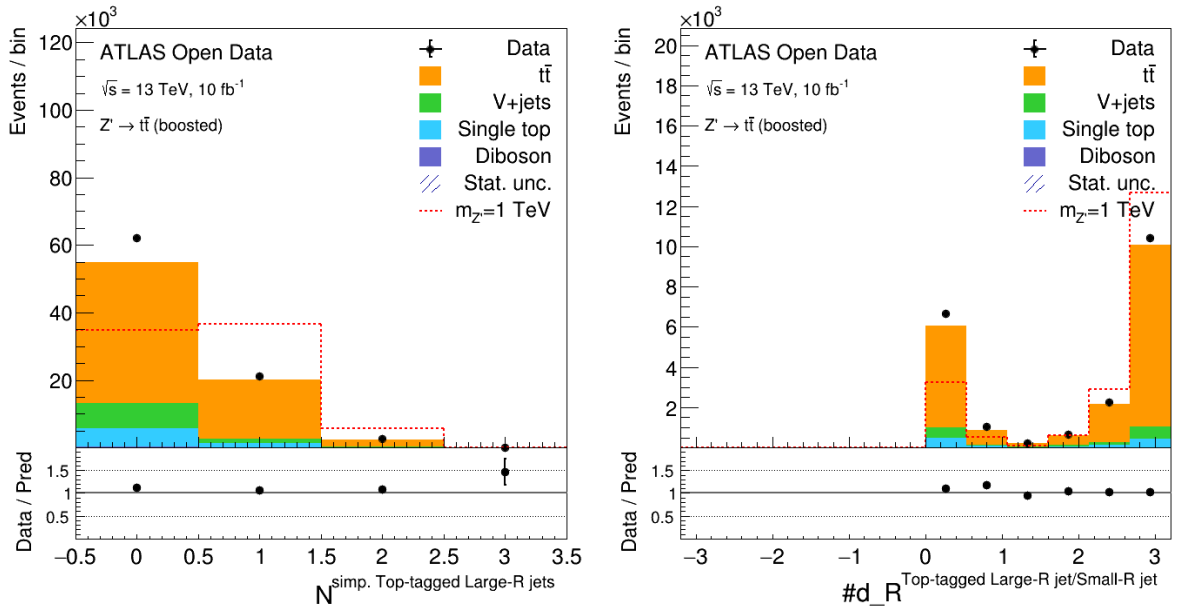 ×10³
Events / bin
120
100
80
60
40
20
ATLAS Open Data
√s = 13 TeV, 10 fb⁻¹
Z' → tt̄ (boosted)
Data
tt̄
V+jets
Single top
Diboson
Stat. unc.
m_Z'=1 TeV
Data / Pred
1.5
1
0.5
−0.5 0 0.5 1 1.5 2 2.5 3 3.5
N^simp. Top-tagged Large-R jets
×10³
Events / bin
20
18
16
14
12
10
8
6
4
2
ATLAS Open Data
√s = 13 TeV, 10 fb⁻¹
Z' → tt̄ (boosted)
Data
tt̄
V+jets
Single top
Diboson
Stat. unc.
m_Z'=1 TeV
Data / Pred
1.5
1
0.5
−3 −2 −1 0 1 2 3
#d_R^Top-tagged Large-R jet/Small-R jet